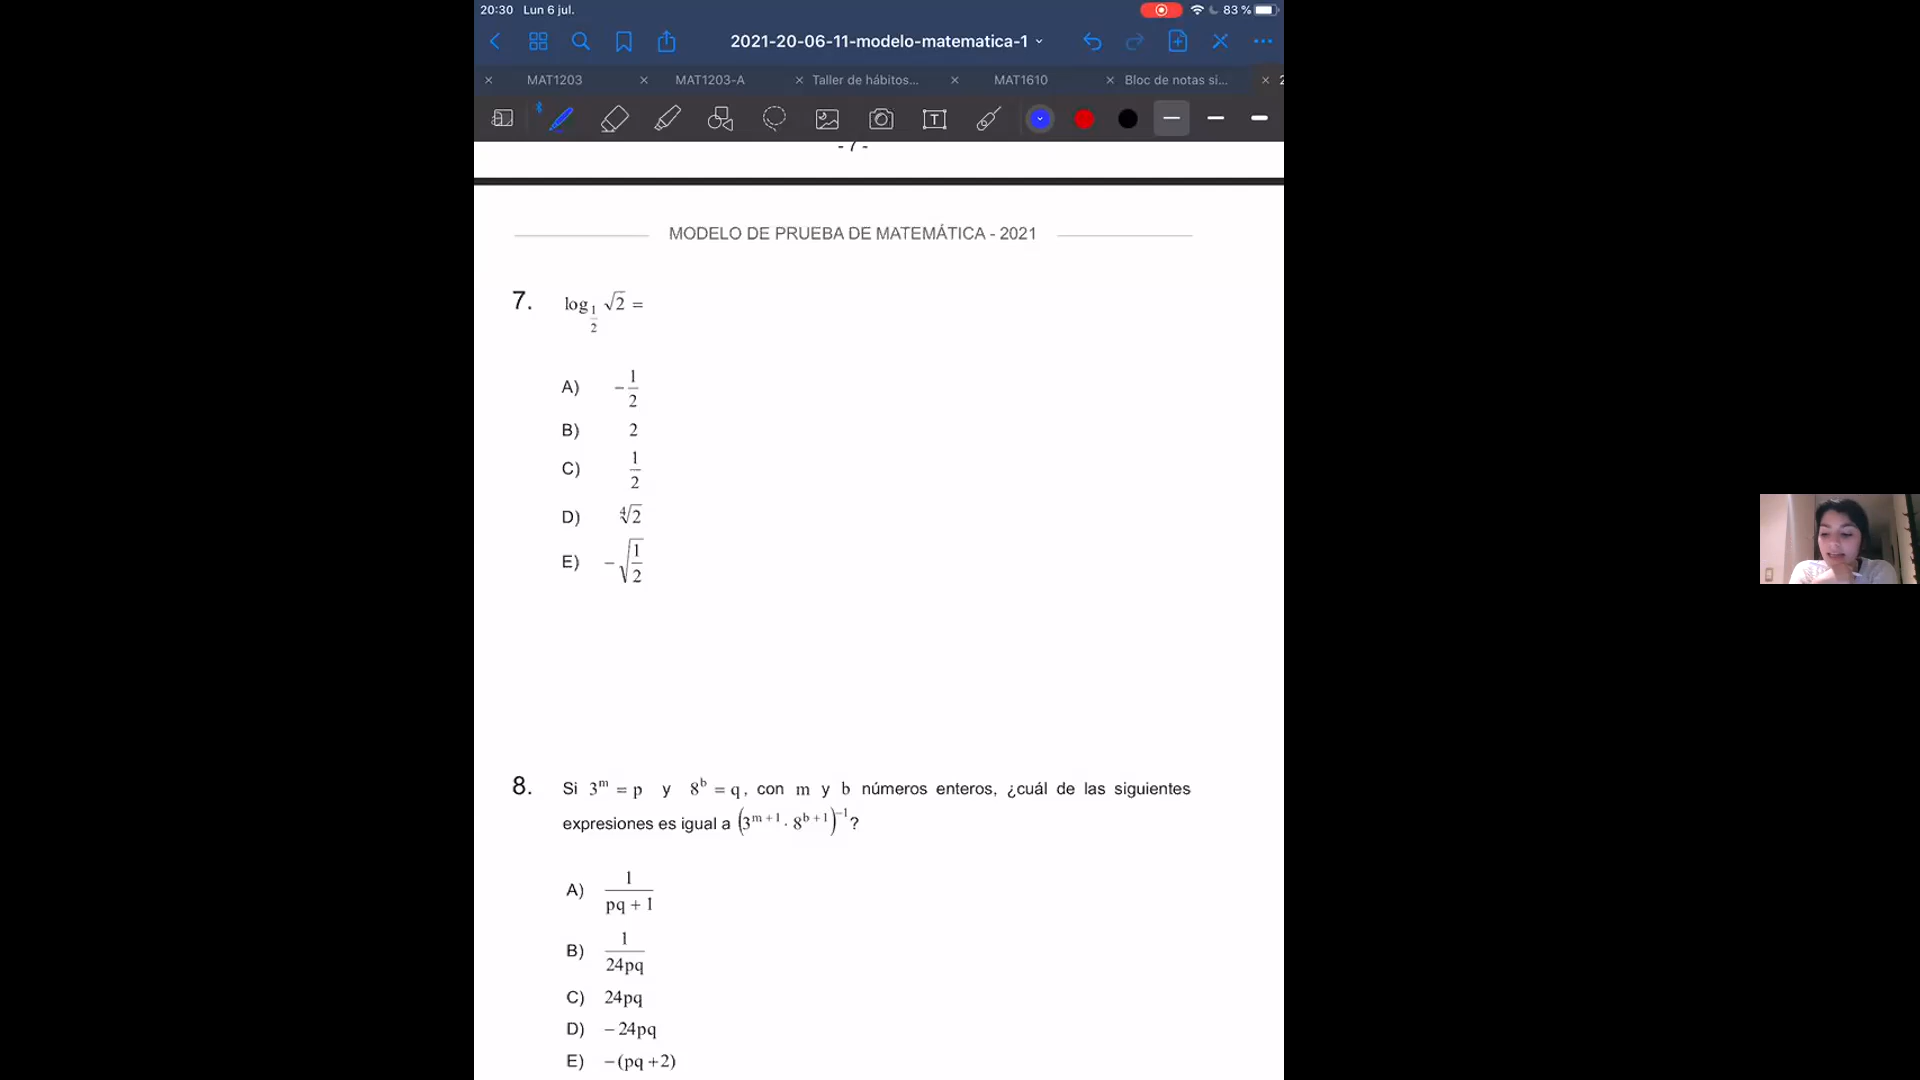 20:30 Lun 6 jul. 83 %
2021-20-06-11-modelo-matematica-1
MAT1203 MAT1203-A Taller de hábitos... MAT1610 Bloc de notas si... 2
- 7 -
MODELO DE PRUEBA DE MATEMÁTICA - 2021
7. log_{1/2} √2 =
A) -1/2
B) 2
C) 1/2
D) ∜2
E) -√(1/2)
8. Si 3^m = p y 8^b = q, con m y b números enteros, ¿cuál de las siguientes
expresiones es igual a (3^{m+1} · 8^{b+1})^{-1}?
A) 1/(pq + 1)
B) 1/(24pq)
C) 24pq
D) -24pq
E) -(pq + 2)